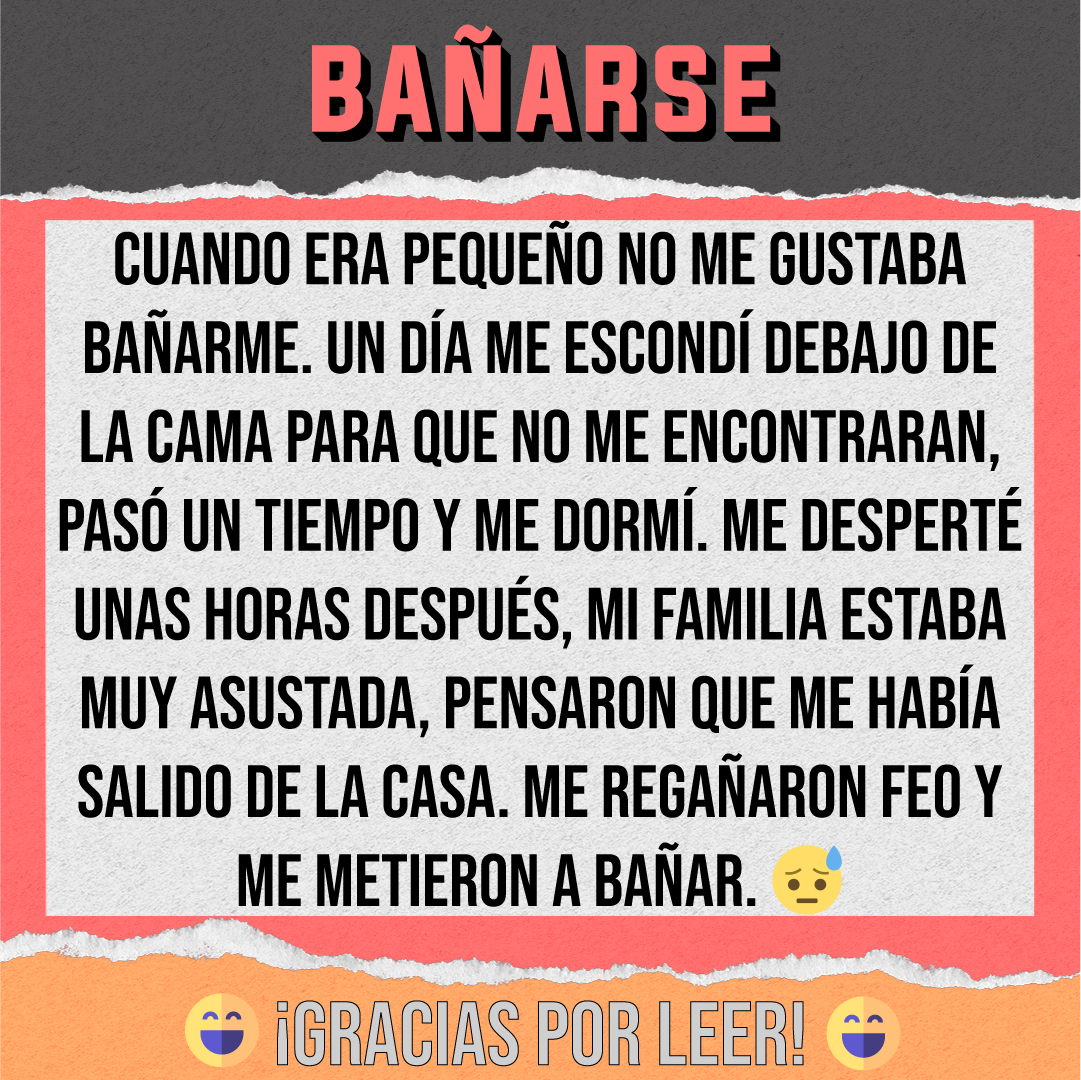 BAÑARSE
CUANDO ERA PEQUEÑO NO ME GUSTABA
BAÑARME. UN DÍA ME ESCONDÍ DEBAJO DE
LA CAMA PARA QUE NO ME ENCONTRARAN,
PASÓ UN TIEMPO Y ME DORMÍ. ME DESPERTÉ
UNAS HORAS DESPUÉS, MI FAMILIA ESTABA
MUY ASUSTADA, PENSARON QUE ME HABÍA
SALIDO DE LA CASA. ME REGAÑARON FEO Y
ME METIERON A BAÑAR. 😓
¡GRACIAS POR LEER!